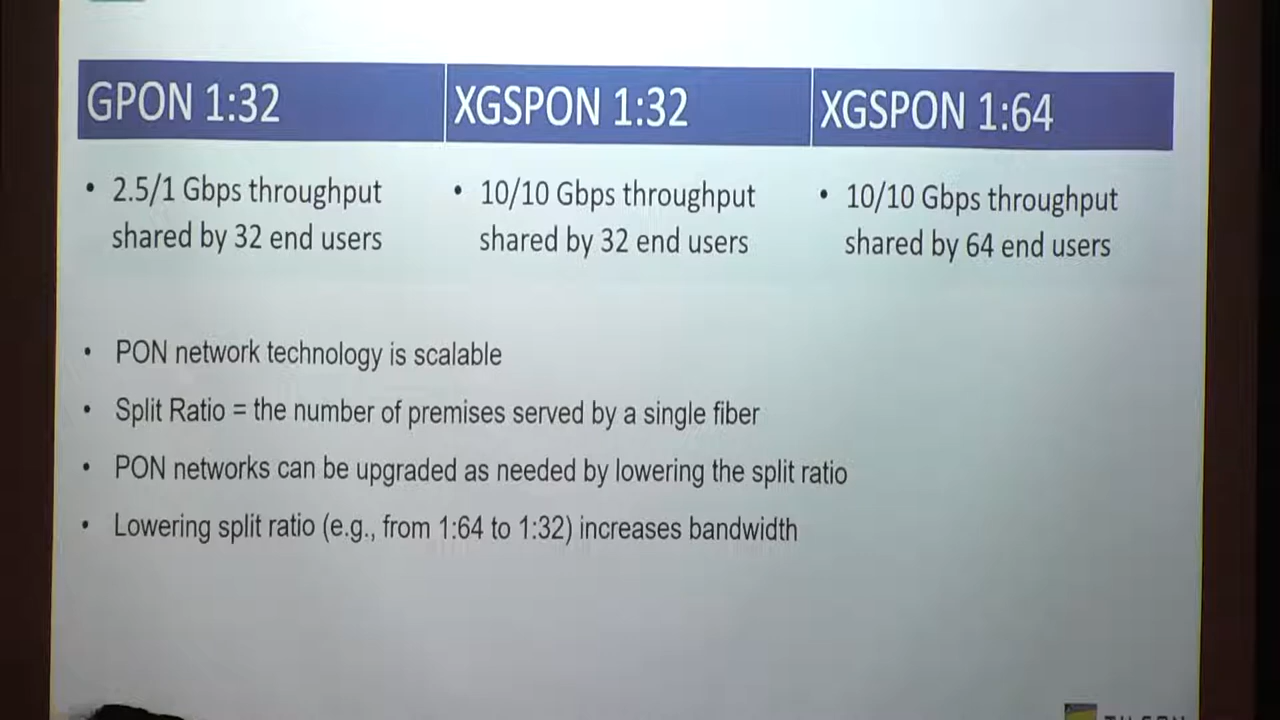 GPON 1:32
XGSPON 1:32
XGSPON 1:64
• 2.5/1 Gbps throughput
shared by 32 end users
• 10/10 Gbps throughput
shared by 32 end users
• 10/10 Gbps throughput
shared by 64 end users
• PON network technology is scalable
• Split Ratio = the number of premises served by a single fiber
• PON networks can be upgraded as needed by lowering the split ratio
• Lowering split ratio (e.g., from 1:64 to 1:32) increases bandwidth